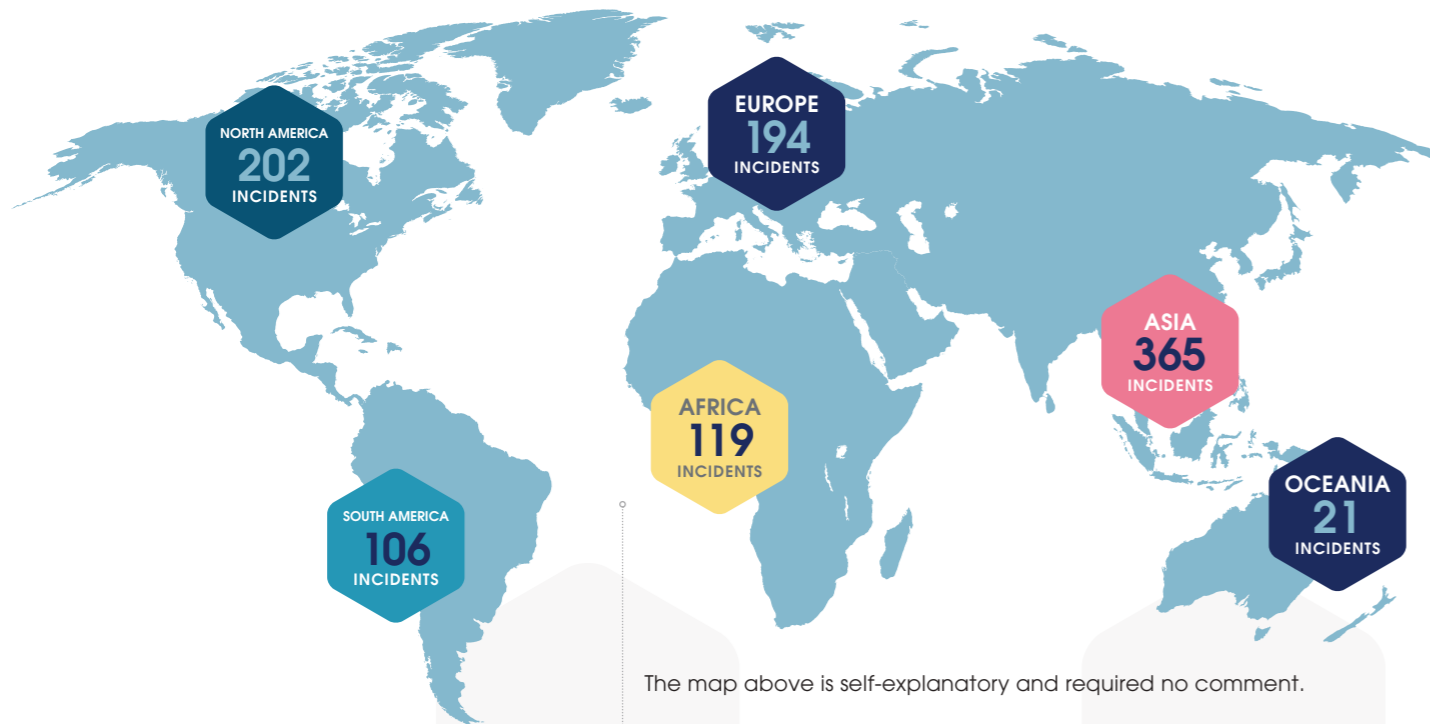 NORTH AMERICA
202
INCIDENTS
EUROPE
194
INCIDENTS
ASIA
365
INCIDENTS
AFRICA
119
INCIDENTS
SOUTH AMERICA
106
INCIDENTS
OCEANIA
21
INCIDENTS
The map above is self-explanatory and required no comment.